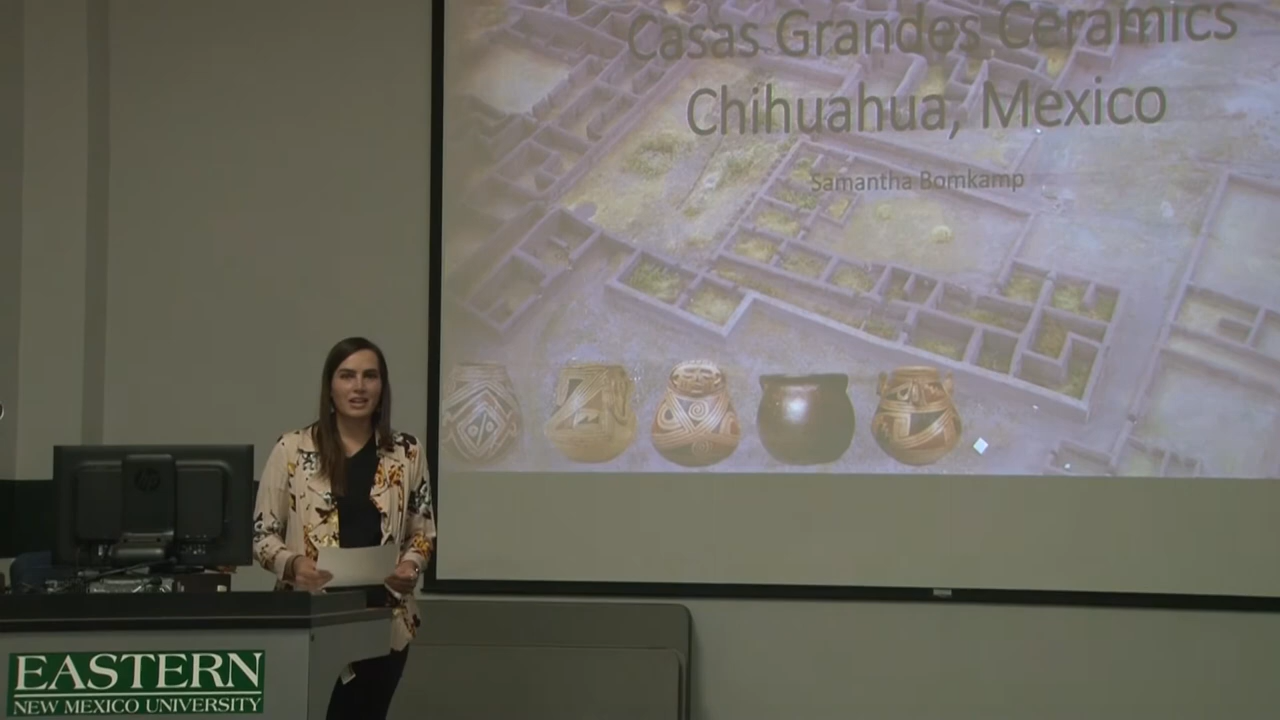 Casas Grandes Ceramics
Chihuahua, Mexico
Samantha Bomkamp
EASTERN
NEW MEXICO UNIVERSITY